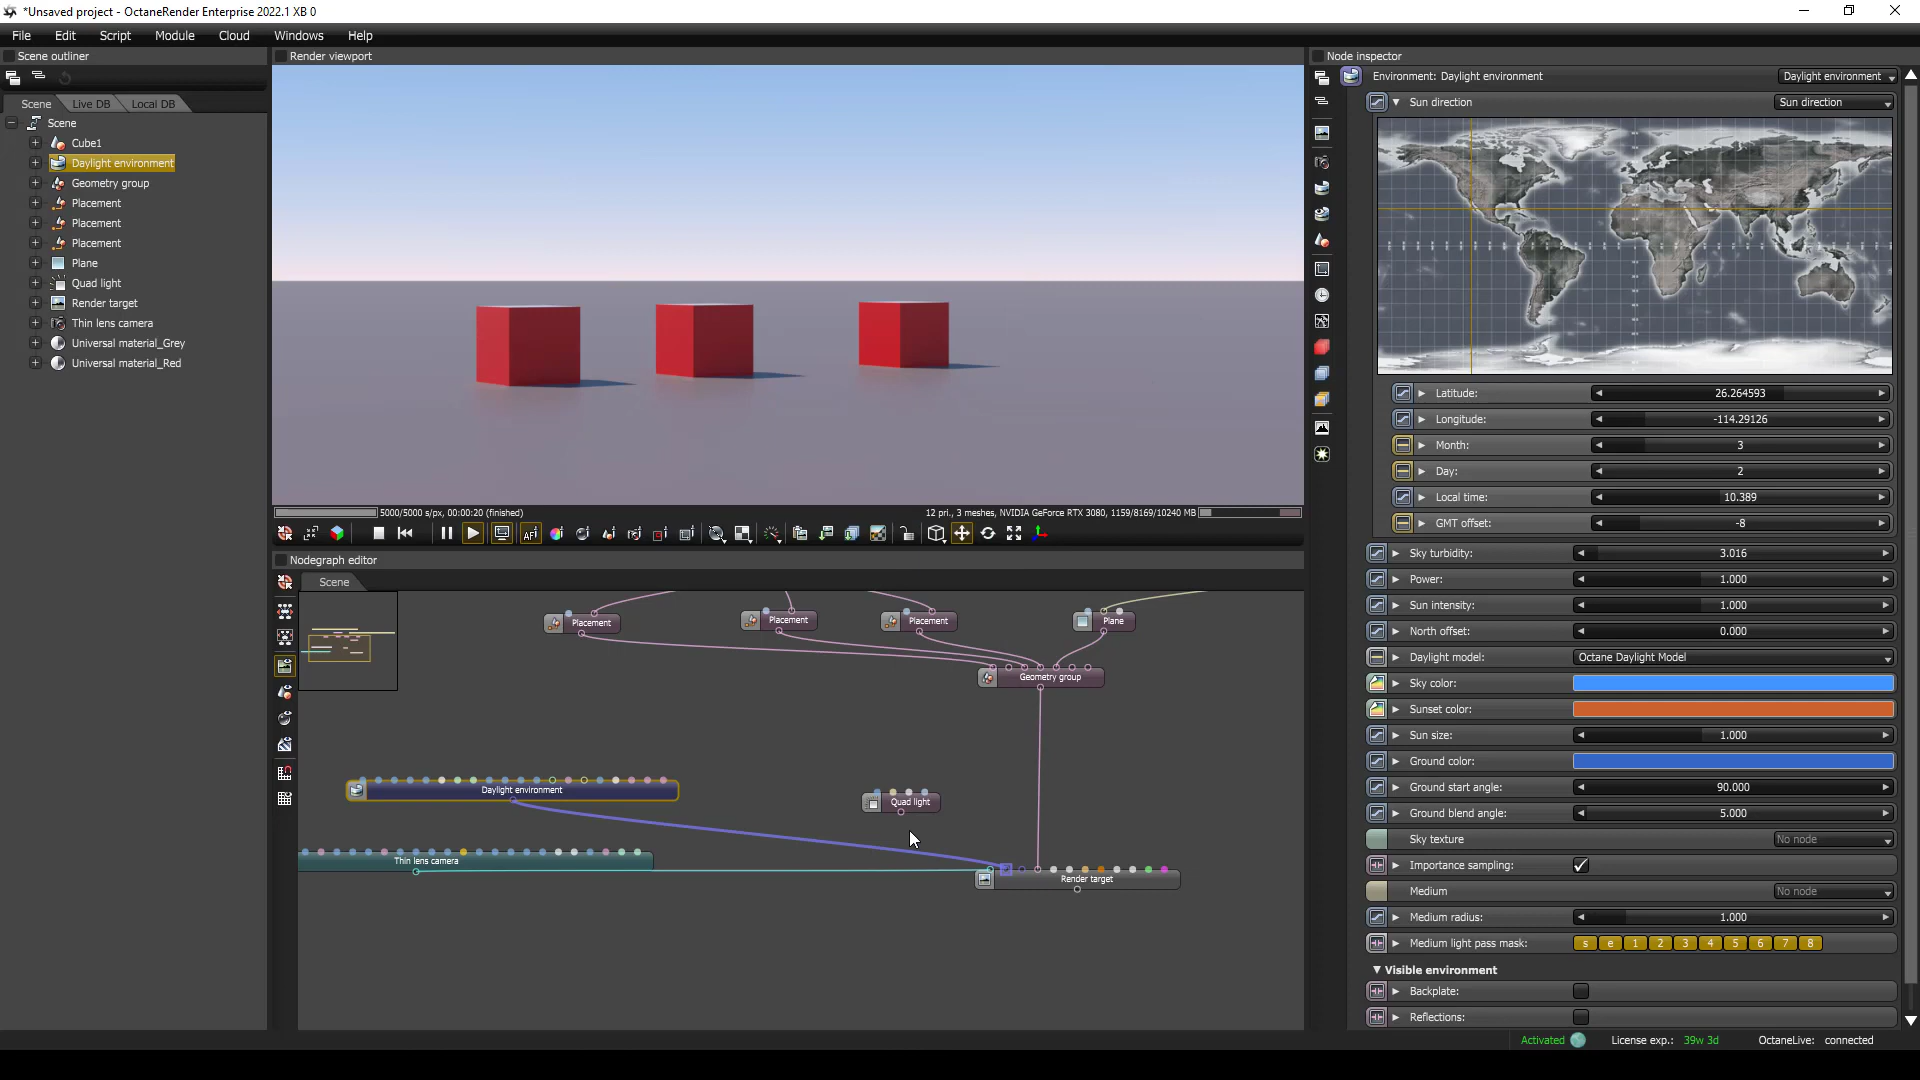 *Unsaved project - OctaneRender Enterprise 2022.1 XB 0
File Edit Script Module Cloud Windows Help
Scene outliner
Scene Live DB Local DB
Scene
Cube1
Daylight environment
Geometry group
Placement
Placement
Placement
Plane
Quad light
Render target
Thin lens camera
Universal material_Grey
Universal material_Red
Render viewport
5000/5000 s/px, 00:00:20 (finished)
12 pri., 3 meshes, NVIDIA GeForce RTX 3080, 1159/8169/10240 MB
AF
Nodegraph editor
Scene
Placement
Placement
Placement
Plane
Geometry group
Daylight environment
Quad light
Thin lens camera
Render target
Node inspector
Environment: Daylight environment Daylight environment
Sun direction Sun direction
Latitude: 26.264593
Longitude: -114.29126
Month: 3
Day: 2
Local time: 10.389
GMT offset: -8
Sky turbidity: 3.016
Power: 1.000
Sun intensity: 1.000
North offset: 0.000
Daylight model: Octane Daylight Model
Sky color:
Sunset color:
Sun size: 1.000
Ground color:
Ground start angle: 90.000
Ground blend angle: 5.000
Sky texture No node
Importance sampling:
Medium No node
Medium radius: 1.000
Medium light pass mask: s e 1 2 3 4 5 6 7 8
Visible environment
Backplate:
Reflections:
Activated License exp.: 39w 3d OctaneLive: connected